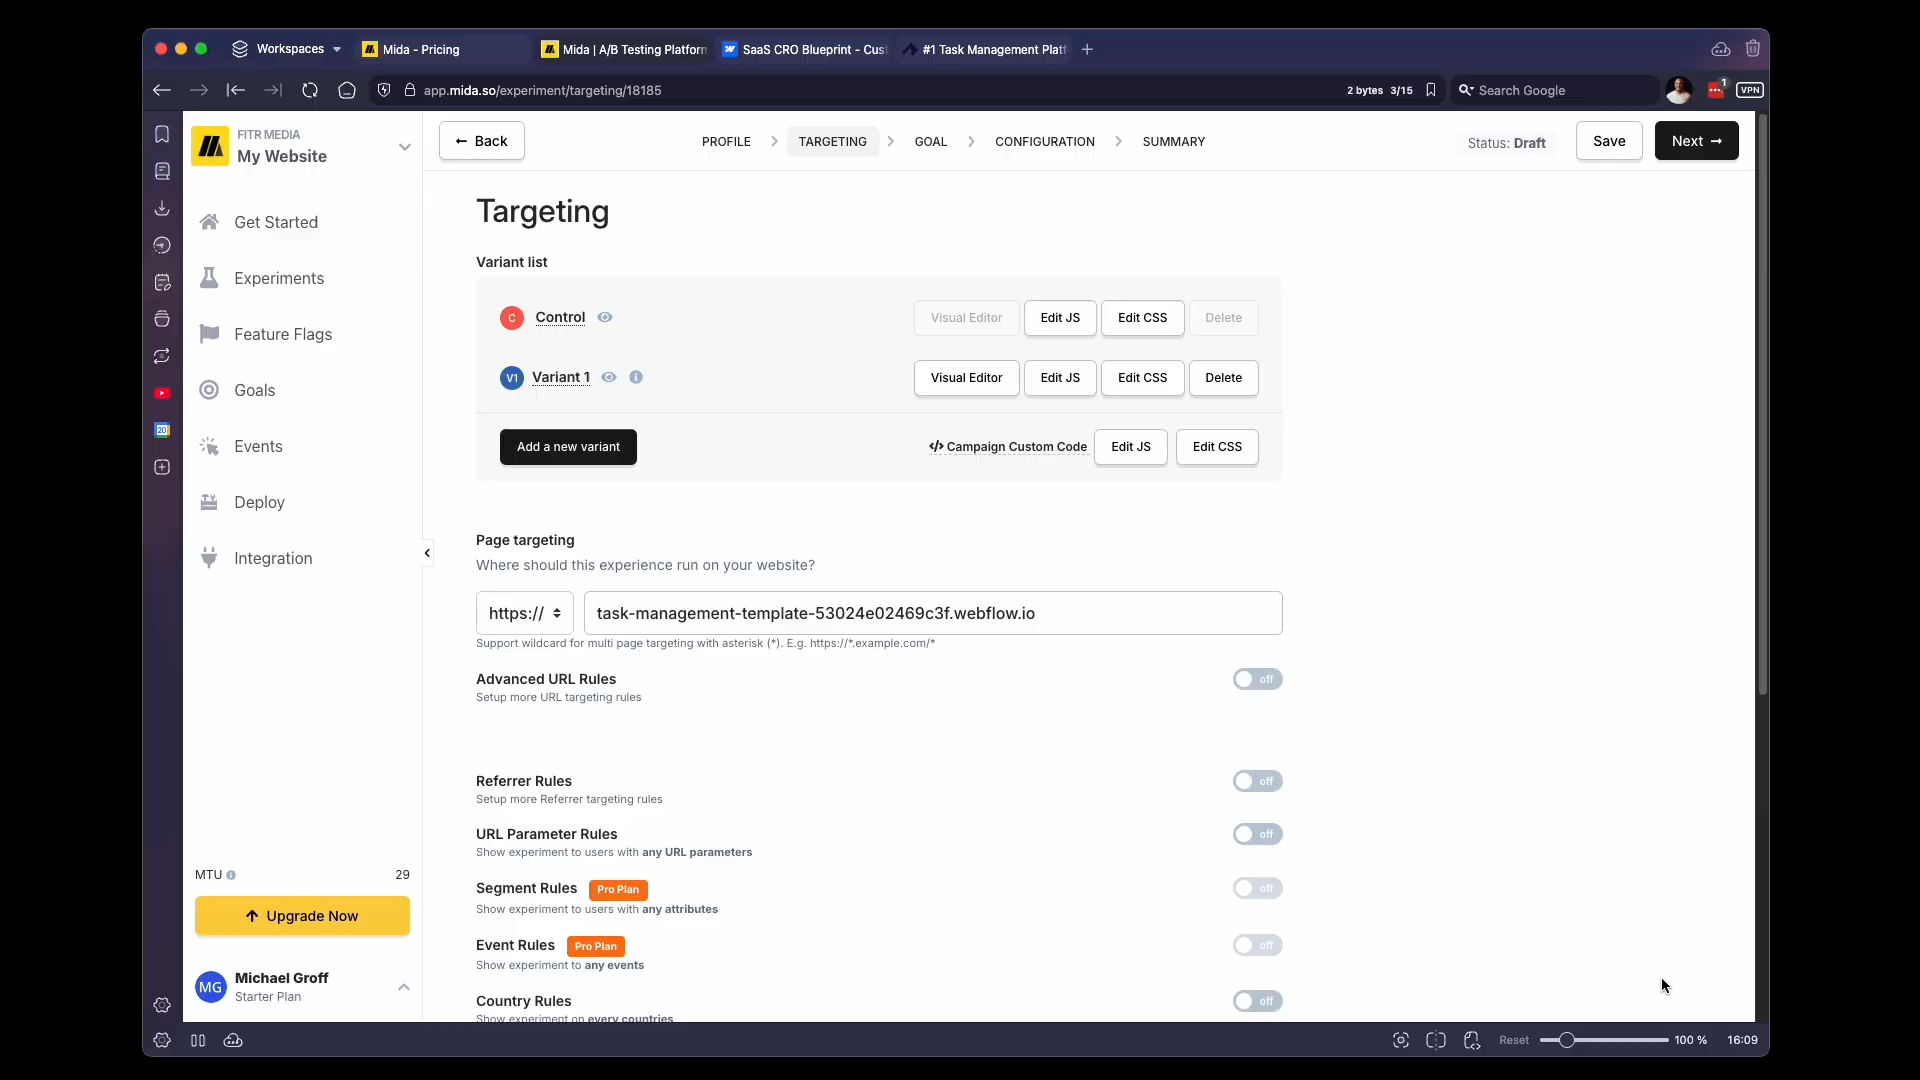 Workspaces
Mida - Pricing
Mida | A/B Testing Platform
SaaS CRO Blueprint - Cust
#1 Task Management Platf
app.mida.so/experiment/targeting/18185
2 bytes 3/15
Search Google
1
VPN
FITR MEDIA
My Website
← Back
PROFILE
TARGETING
GOAL
CONFIGURATION
SUMMARY
Status: Draft
Save
Next →
Get Started
Experiments
Feature Flags
Goals
Events
Deploy
Integration
20
MTU
29
Upgrade Now
MG
Michael Groff
Starter Plan
Targeting
Variant list
C
Control
Visual Editor
Edit JS
Edit CSS
Delete
V1
Variant 1
Visual Editor
Edit JS
Edit CSS
Delete
Add a new variant
</> Campaign Custom Code
Edit JS
Edit CSS
Page targeting
Where should this experience run on your website?
https://
task-management-template-53024e02469c3f.webflow.io
Support wildcard for multi page targeting with asterisk (*). E.g. https://*.example.com/*
Advanced URL Rules
off
Setup more URL targeting rules
Referrer Rules
off
Setup more Referrer targeting rules
URL Parameter Rules
off
Show experiment to users with any URL parameters
Segment Rules
Pro Plan
off
Show experiment to users with any attributes
Event Rules
Pro Plan
off
Show experiment to any events
Country Rules
off
Show experiment on every countries
Reset
100 %
16:09